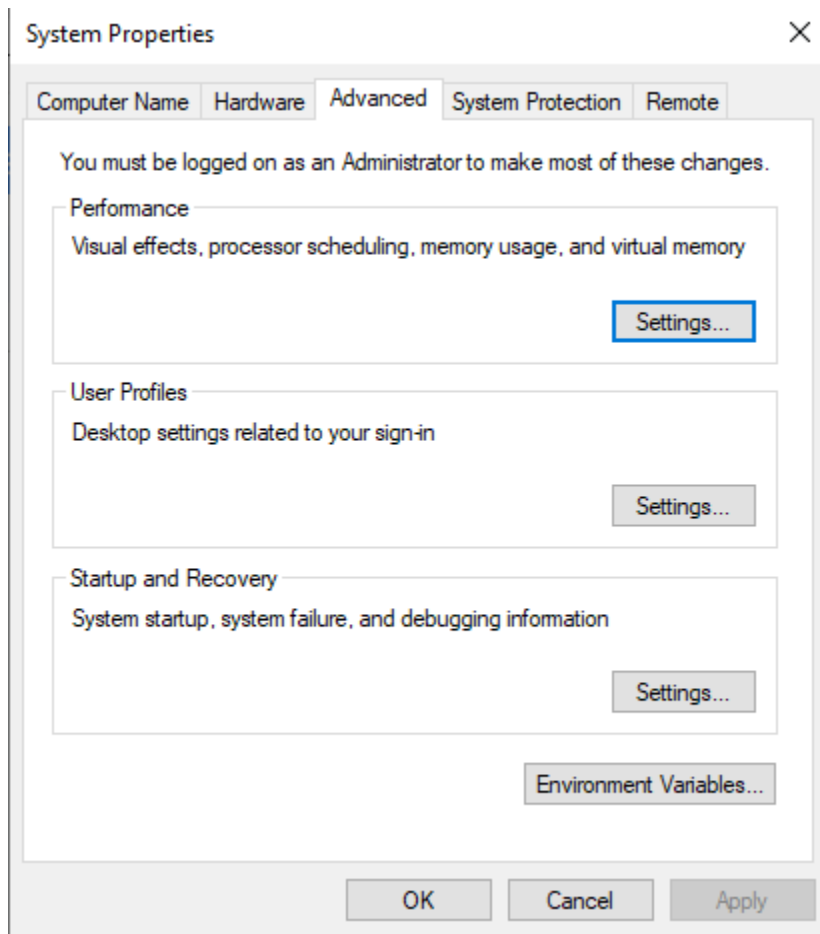 System Properties
Computer Name Hardware Advanced System Protection Remote
You must be logged on as an Administrator to make most of these changes.
Performance
Visual effects, processor scheduling, memory usage, and virtual memory
Settings...
User Profiles
Desktop settings related to your sign-in
Settings...
Startup and Recovery
System startup, system failure, and debugging information
Settings...
Environment Variables...
OK Cancel Apply